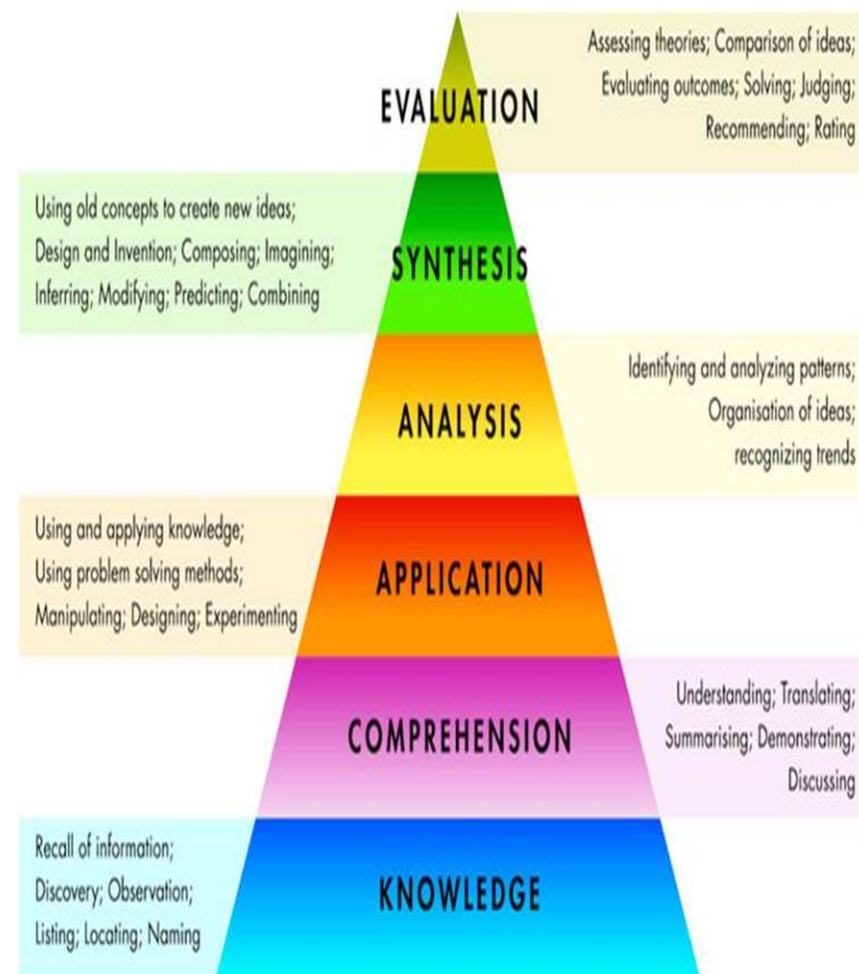 EVALUATION
Assessing theories; Comparison of ideas;
Evaluating outcomes; Solving; Judging;
Recommending; Rating
Using old concepts to create new ideas;
Design and Invention; Composing; Imagining;
Inferring; Modifying; Predicting; Combining
SYNTHESIS
ANALYSIS
Identifying and analyzing patterns;
Organisation of ideas;
recognizing trends
Using and applying knowledge;
Using problem solving methods;
Manipulating; Designing; Experimenting
APPLICATION
COMPREHENSION
Understanding; Translating;
Summarising; Demonstrating;
Discussing
Recall of information;
Discovery; Observation;
Listing; Locating; Naming
KNOWLEDGE